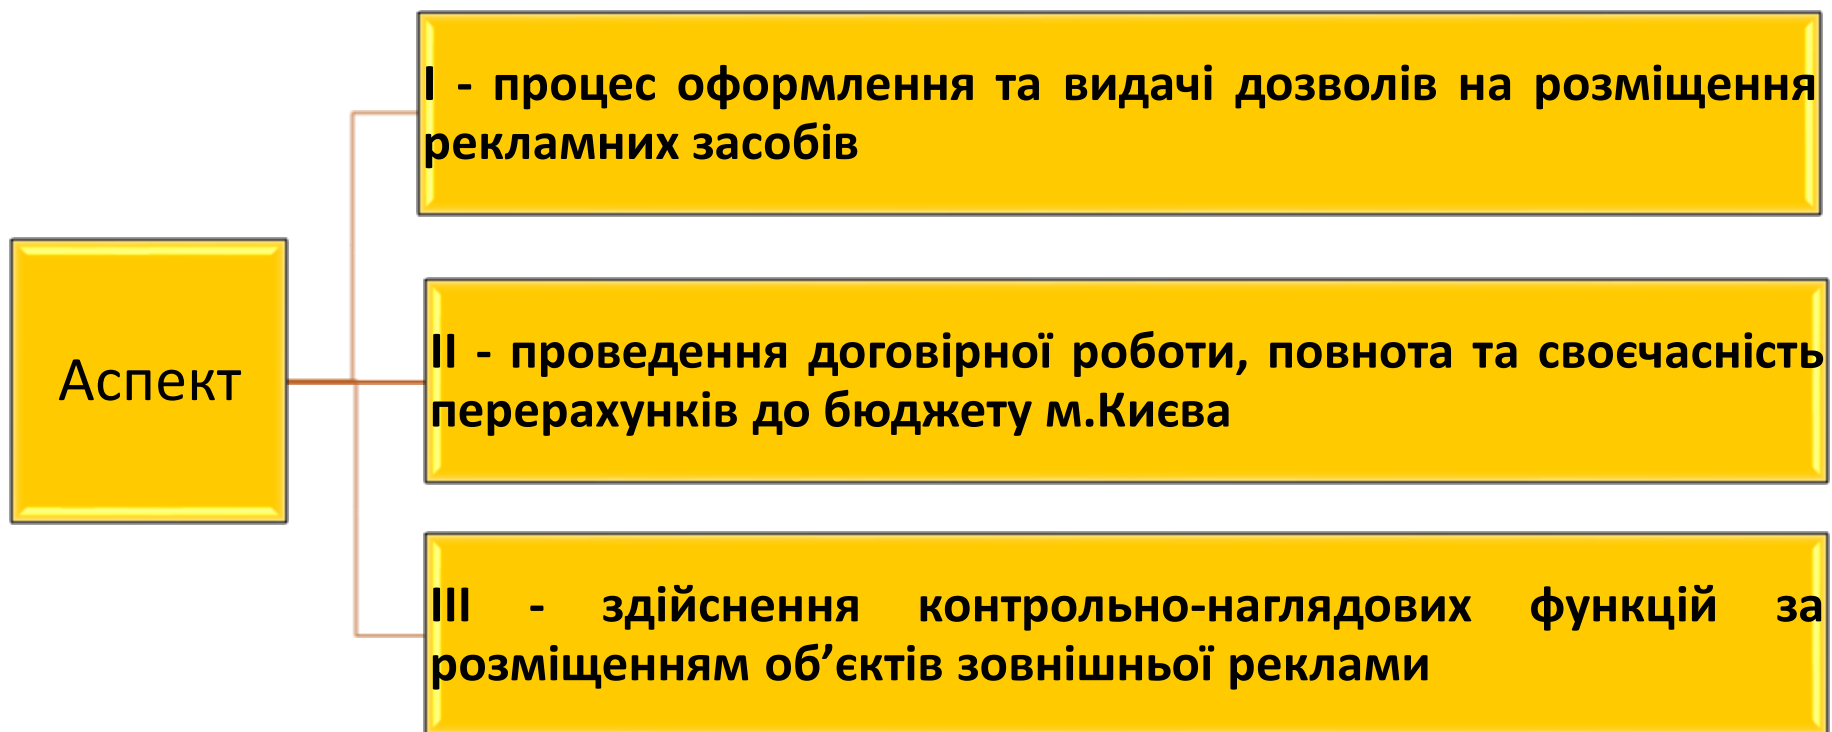 І - процес оформлення та видачі дозволів на розміщення
рекламних засобів
Аспект
ІІ - проведення договірної роботи, повнота та своєчасність
перерахунків до бюджету м.Києва
ІІІ - здійснення контрольно-наглядових функцій за
розміщенням об’єктів зовнішньої реклами